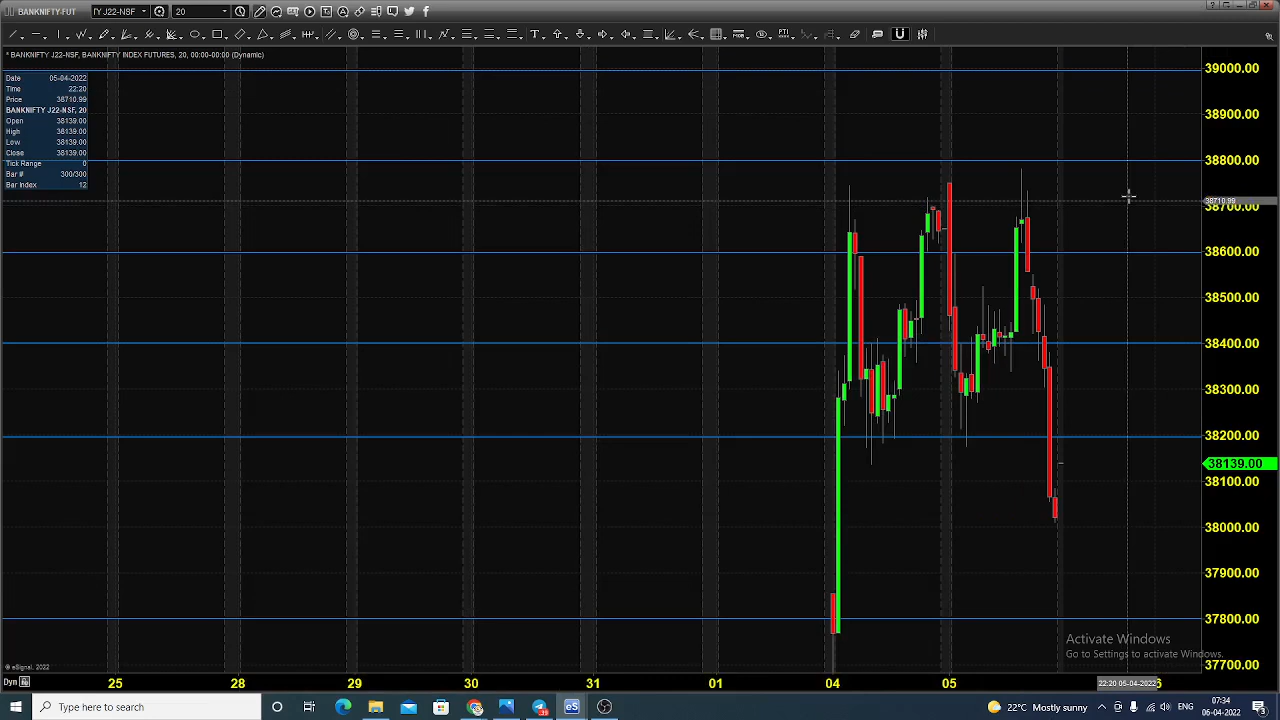 BANKNIFTY-FUT
IY J22-NSF
20
* BANKNIFTY J22-NSF, BANKNIFTY INDEX FUTURES, 20, 00:00-00:00 (Dynamic)
Date 05-04-2022
Time 22:20
Price 38710.99
BANKNIFTY J22-NSF, 20
Open 38139.00
High 38139.00
Low 38139.00
Close 38139.00
Tick Range 0
Bar # 300/300
Bar Index 12
39000.00
38900.00
38800.00
38710.99
38700.00
38600.00
38500.00
38400.00
38300.00
38200.00
38139.00
38100.00
38000.00
37900.00
37800.00
37700.00
Activate Windows
Go to Settings to activate Windows.
© eSignal, 2022
Dyn
25 28 29 30 31 01 04 05 22:20 05-04-2022
Type here to search
22°C Mostly sunny
ENG
07:34
06-04-2022